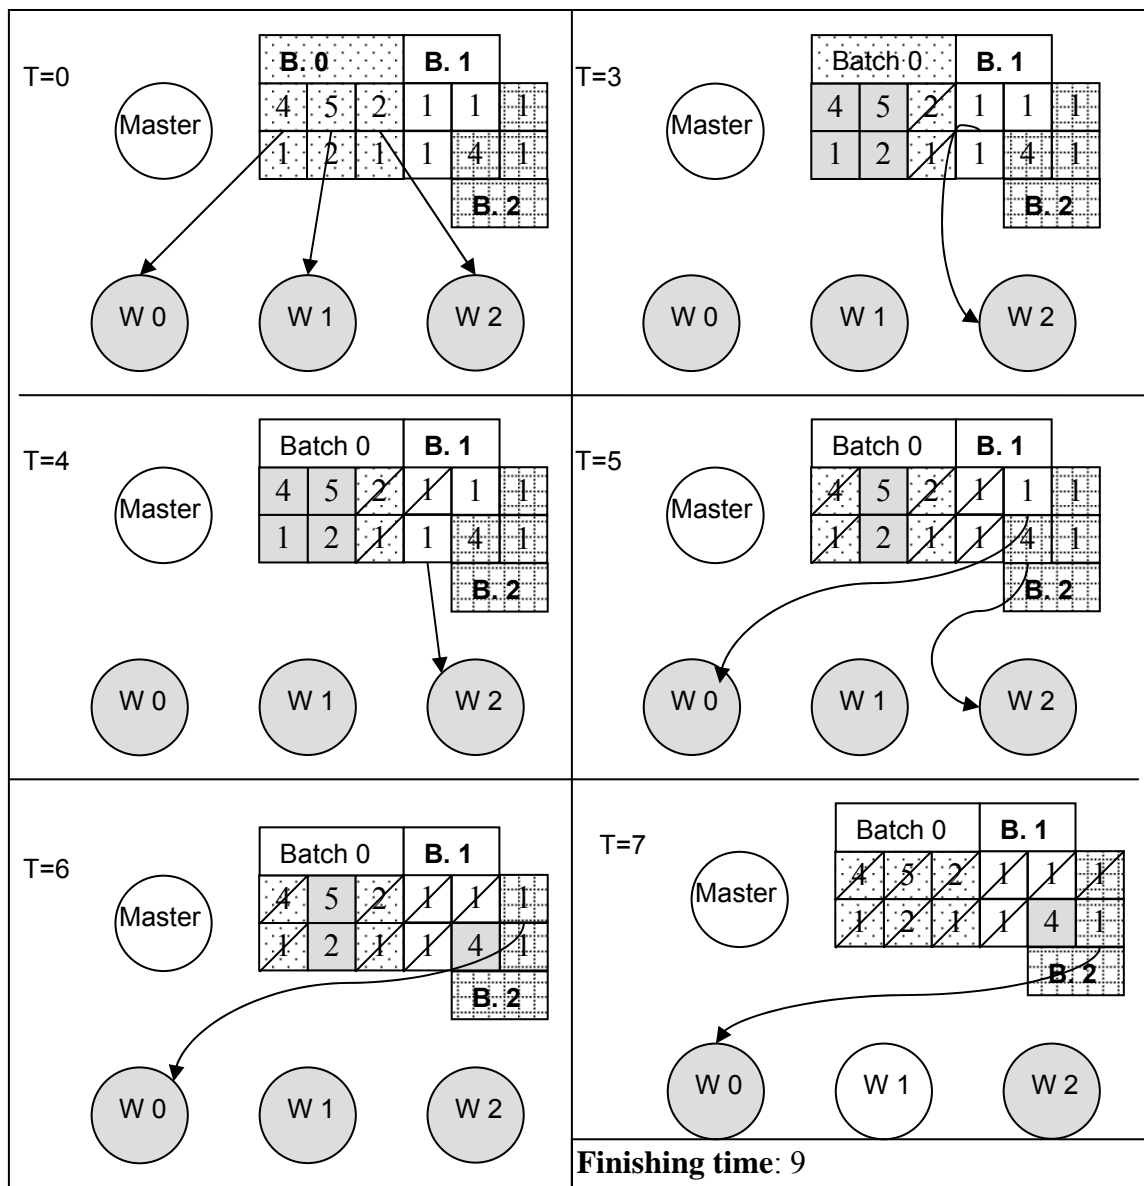 T=0
B. 0 B. 1
Master
4 5 2 1 1 1
1 2 1 1 4 1
B. 2
W 0 W 1 W 2
T=3
Batch 0 B. 1
Master
4 5 2 1 1 1
1 2 1 1 4 1
B. 2
W 0 W 1 W 2
T=4
Batch 0 B. 1
Master
4 5 2 1 1 1
1 2 1 1 4 1
B. 2
W 0 W 1 W 2
T=5
Batch 0 B. 1
Master
4 5 2 1 1 1
1 2 1 1 4 1
B. 2
W 0 W 1 W 2
T=6
Batch 0 B. 1
Master
4 5 2 1 1 1
1 2 1 1 4 1
B. 2
W 0 W 1 W 2
T=7
Batch 0 B. 1
Master
4 5 2 1 1 1
1 2 1 1 4 1
B. 2
W 0 W 1 W 2
Finishing time: 9